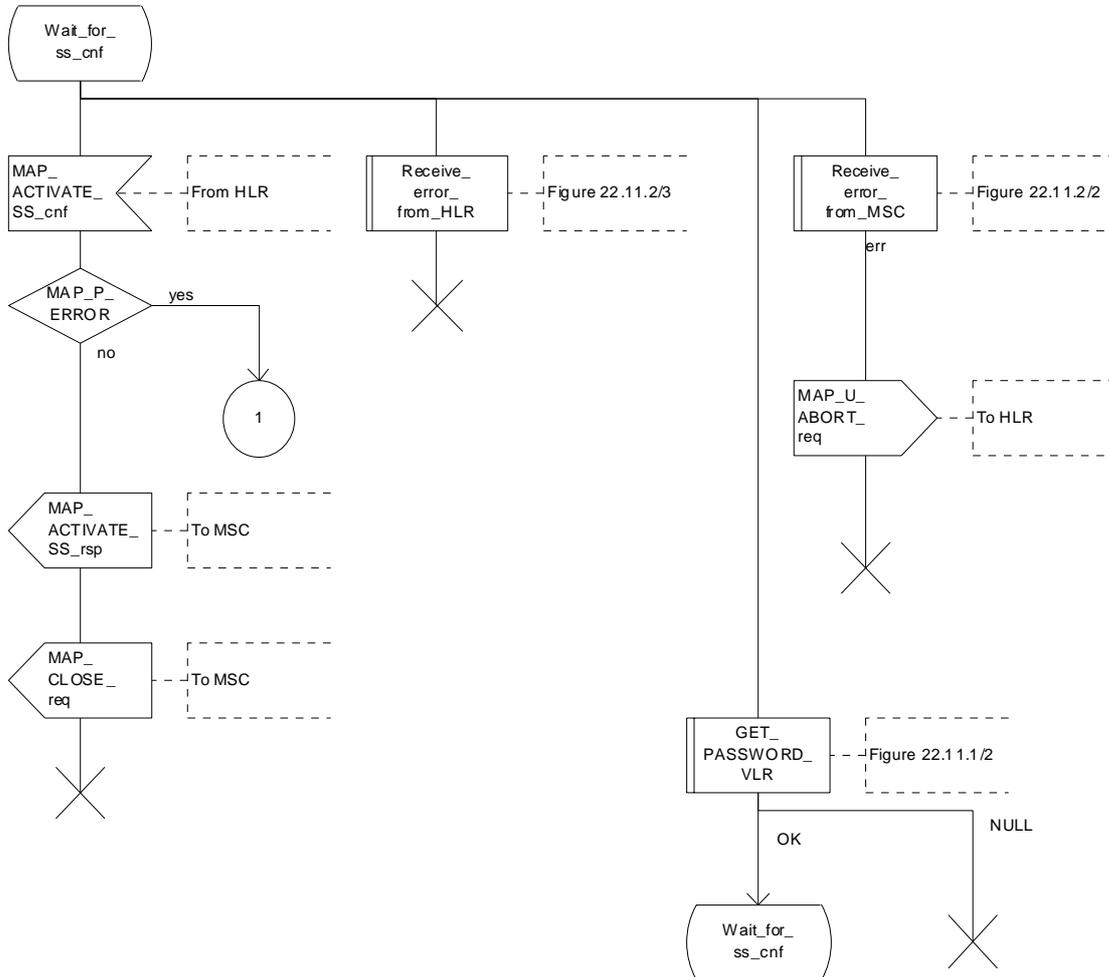 Wait_for_
ss_cnf
MAP_
ACTIVATE_
SS_cnf
From HLR
Receive_
error_
from_HLR
Figure 22.11.2/3
Receive_
error_
from_MSC
Figure 22.11.2/2
err
MAP_P_
ERROR
yes
no
1
MAP_U_
ABORT_
req
To HLR
MAP_
ACTIVATE_
SS_rsp
To MSC
MAP_
CLOSE_
req
To MSC
GET_
PASSWORD_
VLR
Figure 22.11.1/2
OK
NULL
Wait_for_
ss_cnf